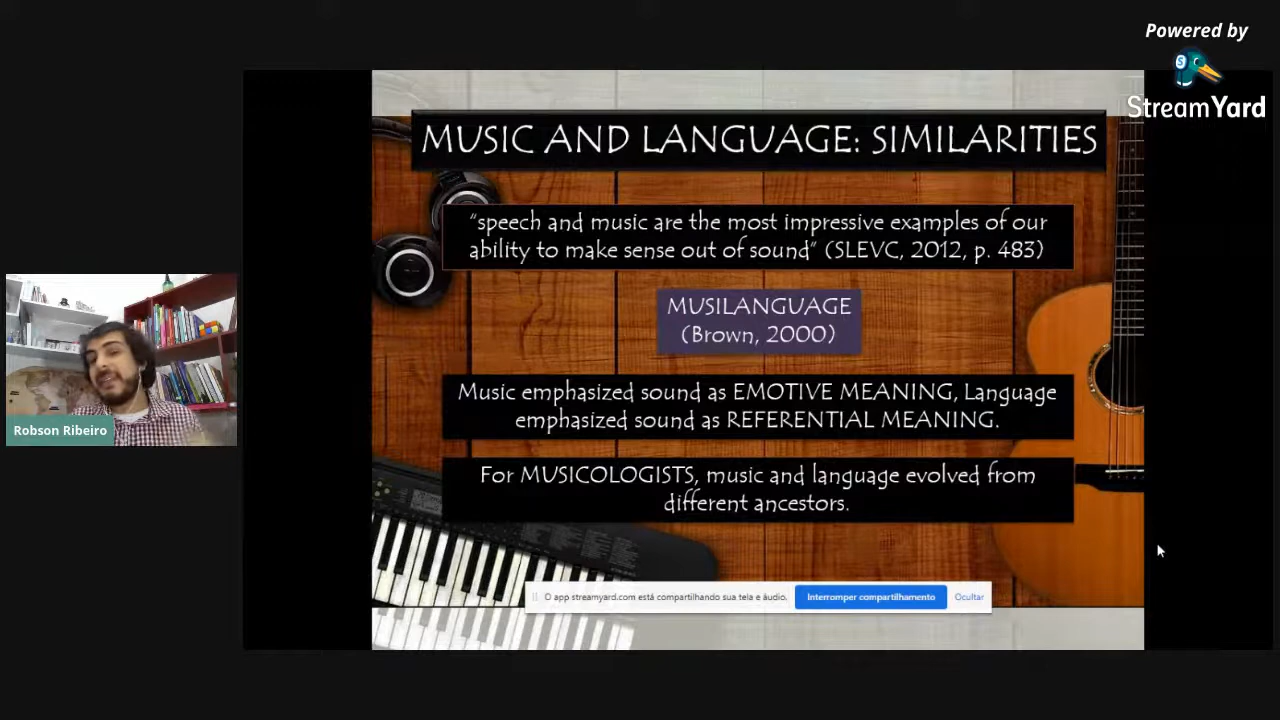 Powered by
StreamYard
MUSIC AND LANGUAGE: SIMILARITIES
“speech and music are the most impressive examples of our
ability to make sense out of sound” (SLEVC, 2012, p. 483)
MUSILANGUAGE
(Brown, 2000)
Music emphasized sound as EMOTIVE MEANING, Language
emphasized sound as REFERENTIAL MEANING.
For MUSICOLOGISTS, music and language evolved from
different ancestors.
Robson Ribeiro
O app streamyard.com está compartilhando sua tela e áudio.
Interromper compartilhamento
Ocultar